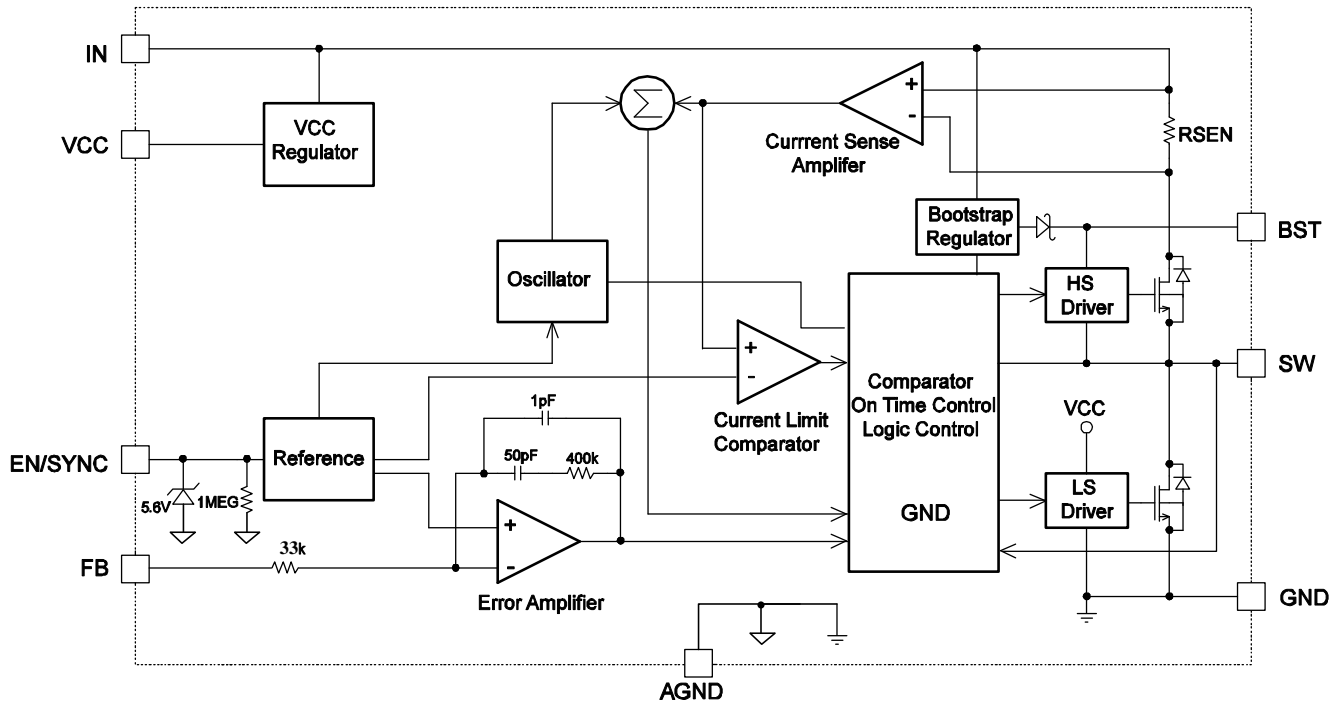 IN
VCC
VCC
Regulator
Σ
+
-
Currrent Sense
Amplifer
RSEN
Bootstrap
Regulator
BST
Oscillator
HS
Driver
+
-
Current Limit
Comparator
Comparator
On Time Control
Logic Control
GND
SW
VCC
LS
Driver
1pF
50pF
400k
EN/SYNC
Reference
5.6V
1MEG
+
-
Error Amplifier
FB
33k
GND
AGND